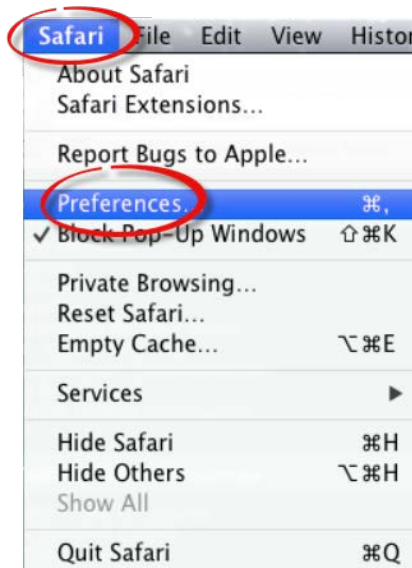 Safari File Edit View Histor
About Safari
Safari Extensions...
Report Bugs to Apple...
Preferences. ⌘,
✓ Block Pop-Up Windows ⇧⌘K
Private Browsing...
Reset Safari...
Empty Cache... ⌥⌘E
Services ▶
Hide Safari ⌘H
Hide Others ⌥⌘H
Show All
Quit Safari ⌘Q